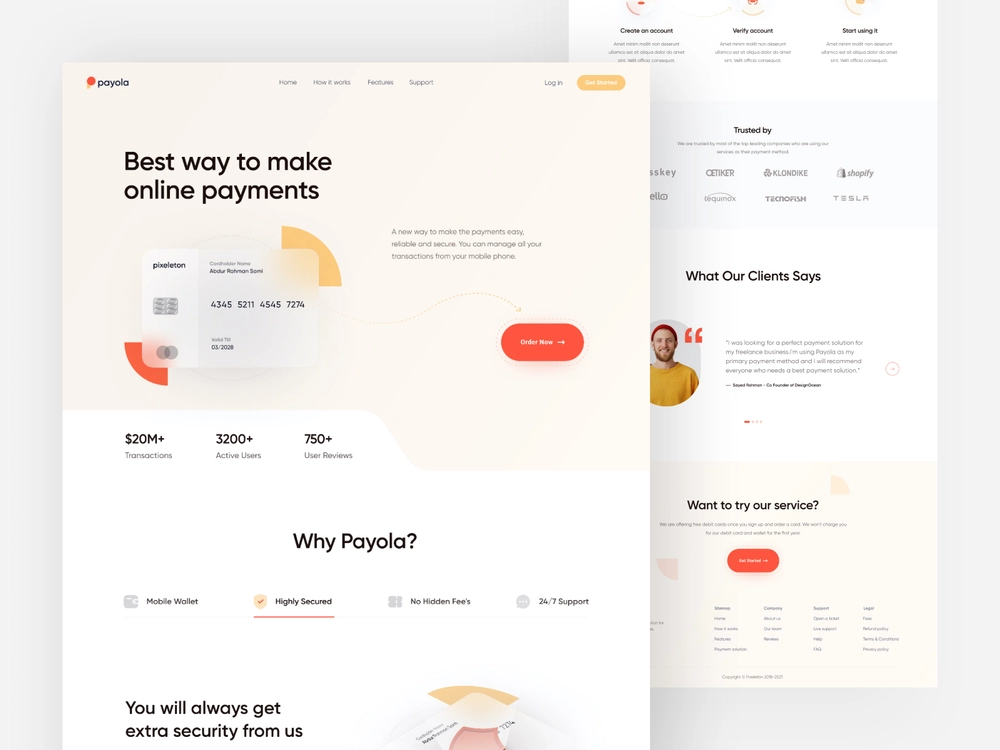 payola
Home How it works Features Support
Log in
Get Started
Best way to make
online payments
A new way to make the payments easy,
reliable and secure. You can manage all your
transactions from your mobile phone.
pixeleton
Cardholder Name
Abdur Rahman Sami
4345 5211 4545 7274
Valid Till
03/2028
Order Now
$20M+
Transactions
3200+
Active Users
750+
User Reviews
Why Payola?
Mobile Wallet
Highly Secured
No Hidden Fee's
24/7 Support
You will always get
extra security from us
Create an account
Amet minim mollit non deserunt
ullamco est sit aliqua dolor do amet
sint. Velit officia consequat.
Verify account
Amet minim mollit non deserunt
ullamco est sit aliqua dolor do amet
sint. Velit officia consequat.
Start using it
Amet minim mollit non deserunt
ullamco est sit aliqua dolor do amet
sint. Velit officia consequat.
Trusted by
We are trusted by most of the top leading companies who are using our
services as their payment method.
sskey
ŒTIKER
KLONDIKE
shopify
ello
tequinox
TECNOFISH
TESLA
What Our Clients Says
"I was looking for a perfect payment solution for
my freelance business.I'm using Payola as my
primary payment method and I will recommend
everyone who needs a best payment solution."
— Sayed Rahman - Co Founder of DesignOcean
Want to try our service?
We are offering free debit cards once you sign up and order a card. We won't charge you
for our debit card and wallet for the first year.
Get Started
Sitemap
Home
How it works
Features
Payment solution
Company
About us
Our team
Reviews
Support
Open a ticket
Live support
Help
FAQ
Legal
Fees
Refund policy
Terms & Conditions
Privacy policy
Copyright © Pixeleton 2018-2021